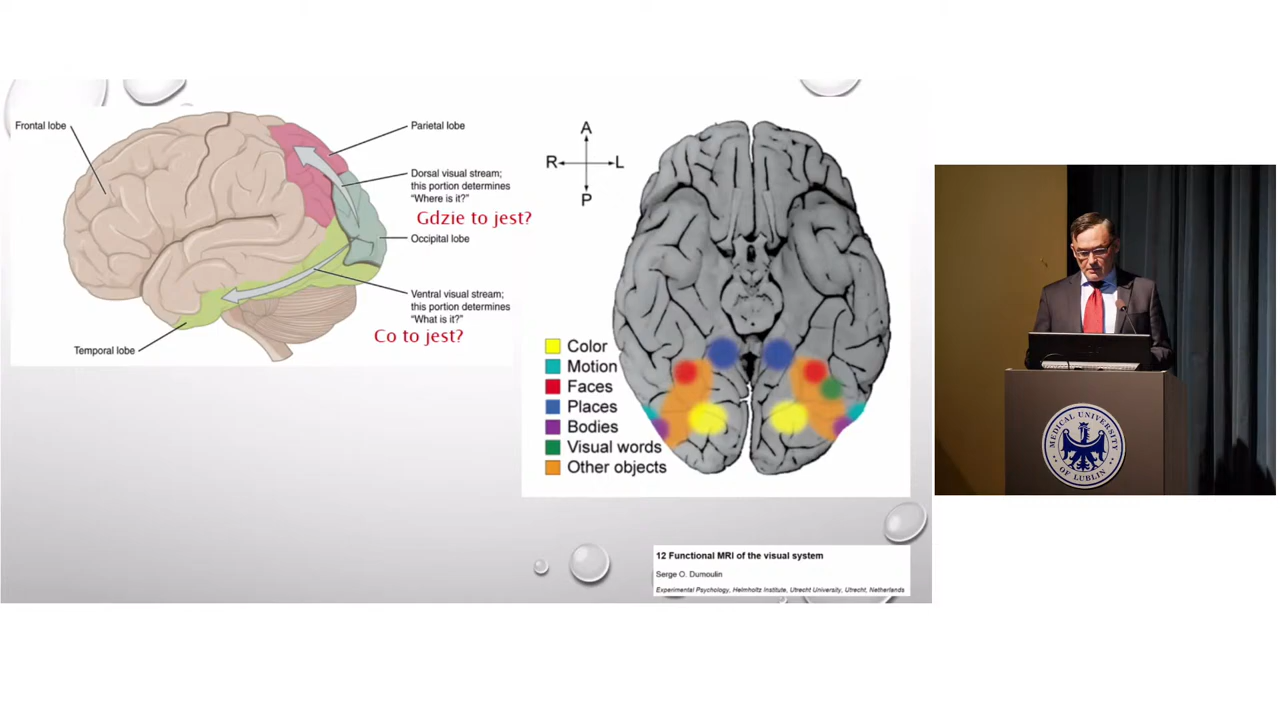 Frontal lobe
Parietal lobe
Dorsal visual stream;
this portion determines
“Where is it?”
Gdzie to jest?
Occipital lobe
Ventral visual stream;
this portion determines
“What is it?”
Co to jest?
Temporal lobe
A
R
L
P
Color
Motion
Faces
Places
Bodies
Visual words
Other objects
12 Functional MRI of the visual system
Serge O. Dumoulin
Experimental Psychology, Helmholtz Institute, Utrecht University, Utrecht, Netherlands
MEDICAL UNIVERSITY
OF LUBLIN